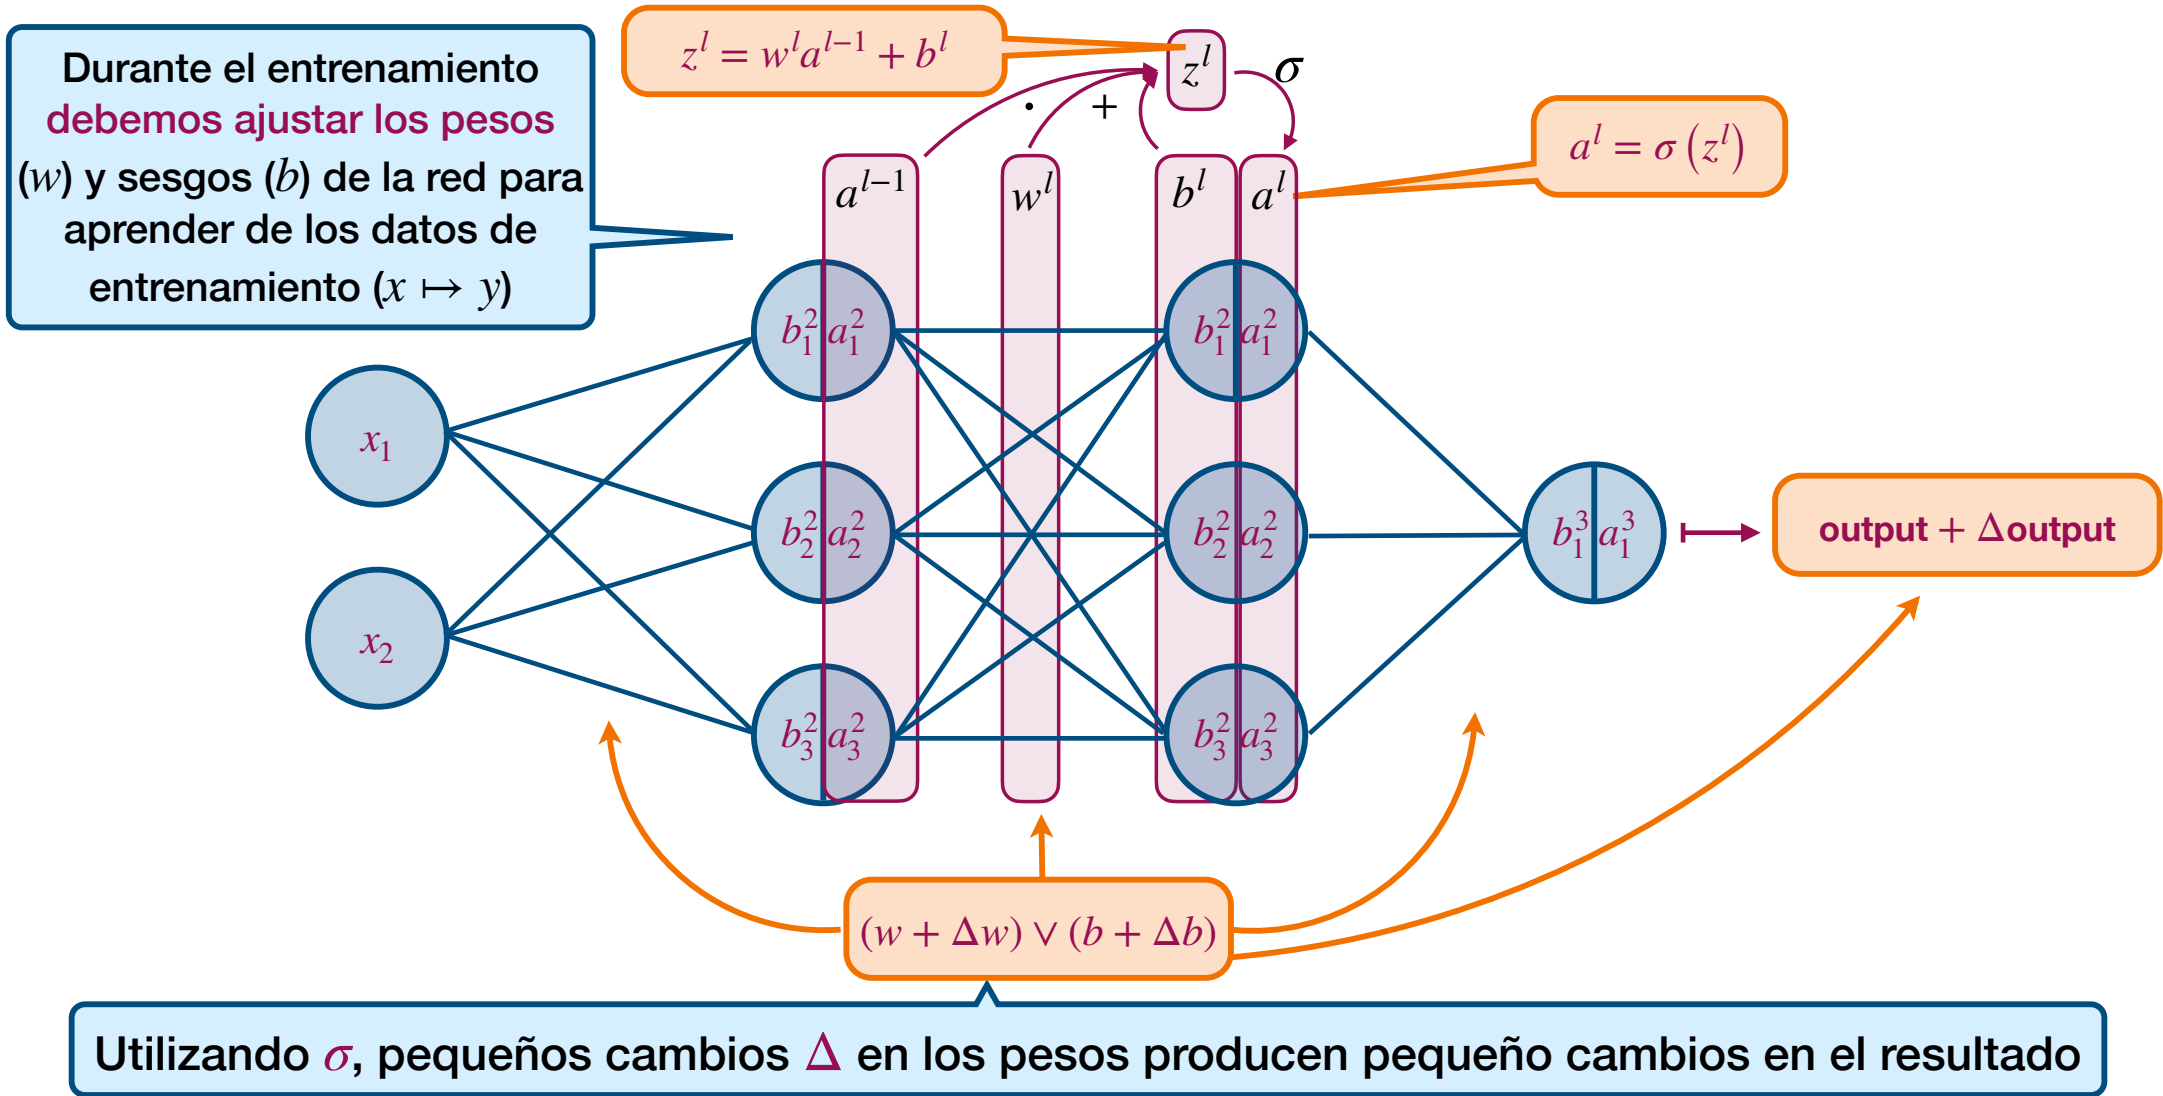 Durante el entrenamiento
debemos ajustar los pesos
(w) y sesgos (b) de la red para
aprender de los datos de
entrenamiento (x ↦ y)
z^l = w^l a^{l−1} + b^l
z^l
σ
· +
a^l = σ (z^l)
a^{l−1} w^l b^l a^l
b_1^2 a_1^2 b_1^2 a_1^2
x_1
b_2^2 a_2^2 b_2^2 a_2^2 b_1^3 a_1^3 output + Δoutput
x_2
b_3^2 a_3^2 b_3^2 a_3^2
(w + Δw) ∨ (b + Δb)
Utilizando σ, pequeños cambios Δ en los pesos producen pequeño cambios en el resultado